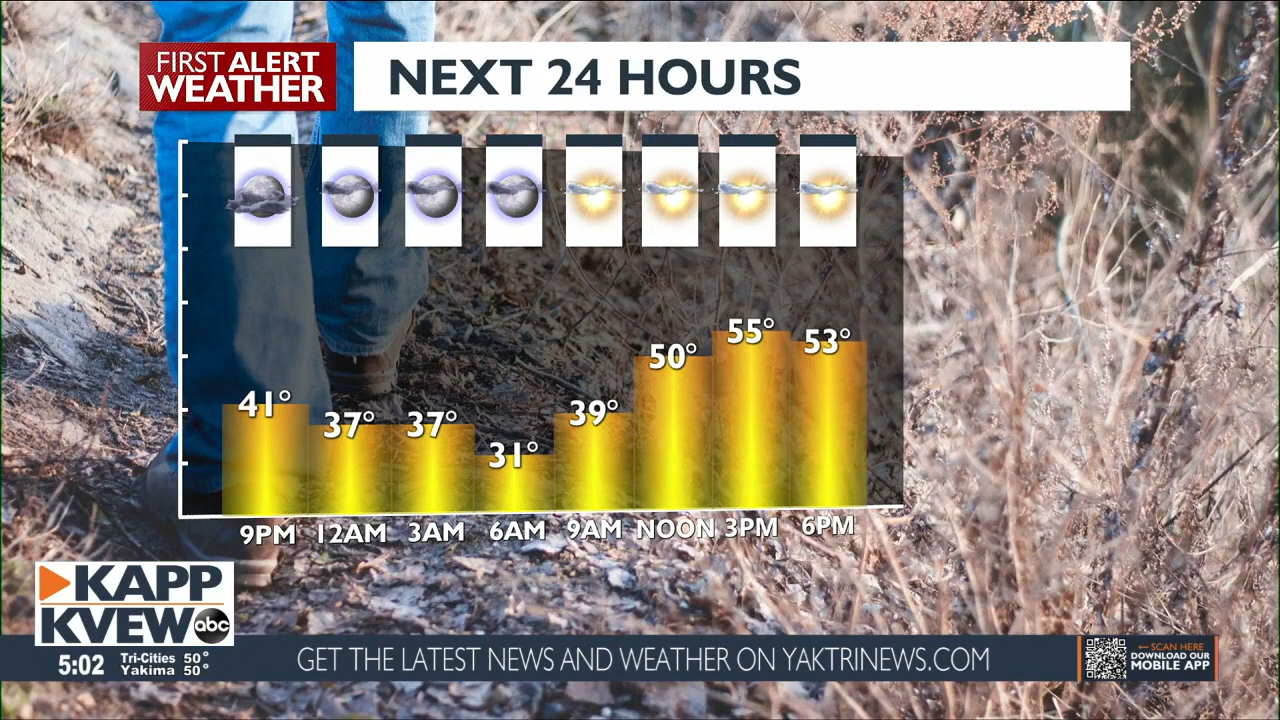 FIRST ALERT
WEATHER
NEXT 24 HOURS
41° 37° 37° 31° 39° 50° 55° 53°
9PM 12AM 3AM 6AM 9AM NOON 3PM 6PM
KAPP
KVEW abc
5:02
Tri-Cities 50°
Yakima 50°
GET THE LATEST NEWS AND WEATHER ON YAKTRINEWS.COM
SCAN HERE
DOWNLOAD OUR
MOBILE APP